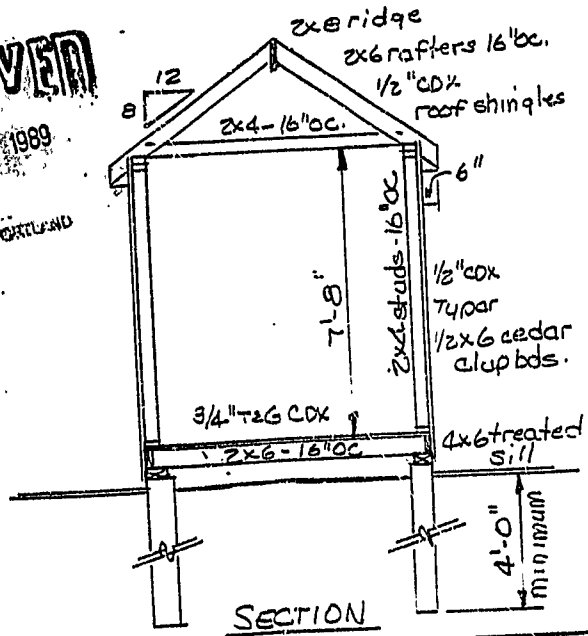 2x8 ridge
2x6 rafters 16"oc.
1/2"CDX
roof shingles
12
8
1989
2x4-16"OC.
6"
2x4 studs-16"OC
7'-8"
1/2"CDX
Typar
1/2x6 cedar
clapbds.
3/4"T&G CDX
2x6-16"OC
4x6 treated
sill
4'-0"
minimum
SECTION